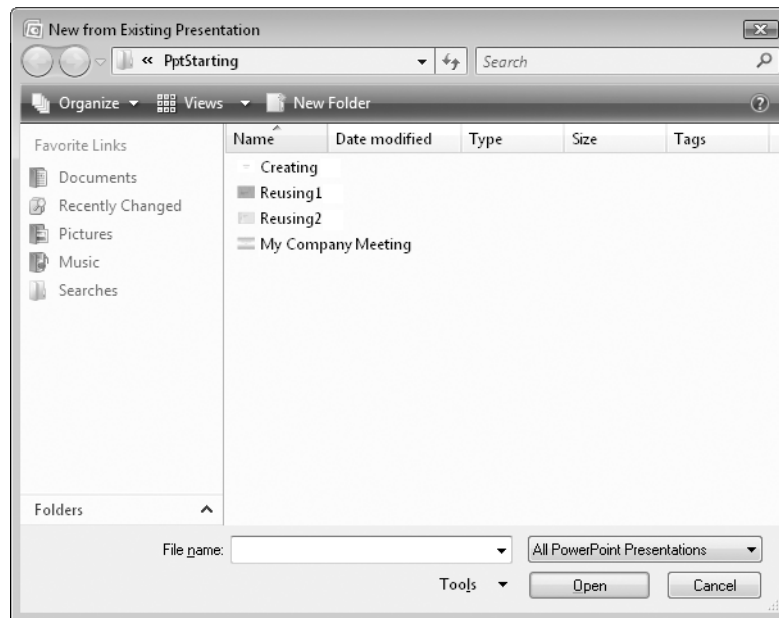 New from Existing Presentation
« PptStarting
Search
Organize Views New Folder
Favorite Links
Documents
Recently Changed
Pictures
Music
Searches
Folders
Name Date modified Type Size Tags
Creating
Reusing1
Reusing2
My Company Meeting
File name: All PowerPoint Presentations
Tools Open Cancel